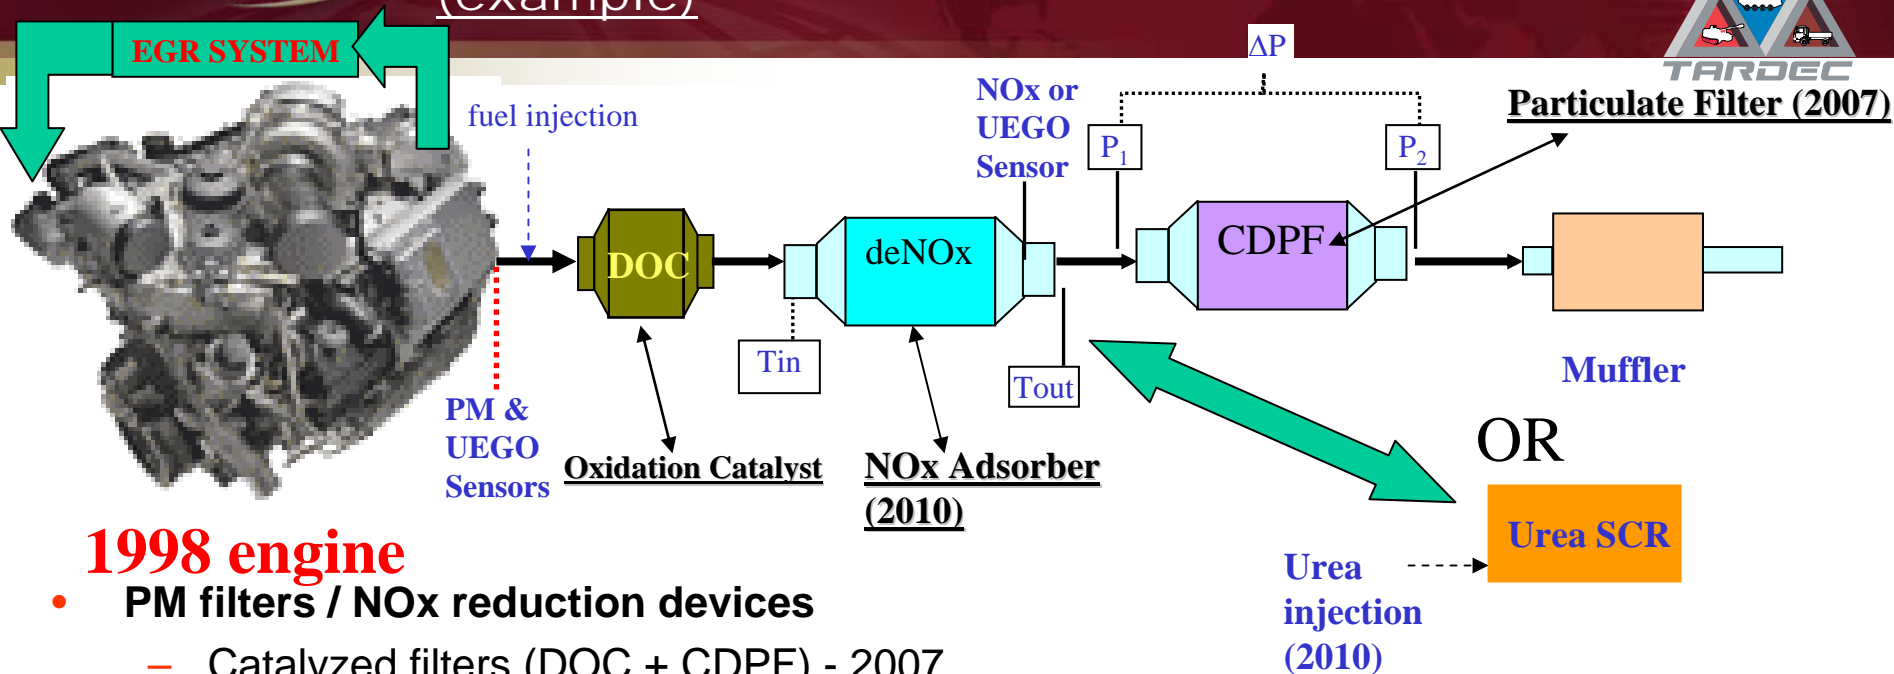 (example)
EGR SYSTEM
TARDEC
fuel injection
NOx or
UEGO
Sensor
ΔP
P1
P2
Particulate Filter (2007)
DOC
deNOx
CDPF
Tin
Tout
Muffler
PM &
UEGO
Sensors
Oxidation Catalyst
NOx Adsorber
(2010)
OR
Urea SCR
Urea
injection
(2010)
1998 engine
• PM filters / NOx reduction devices
– Catalyzed filters (DOC + CDPF) - 2007